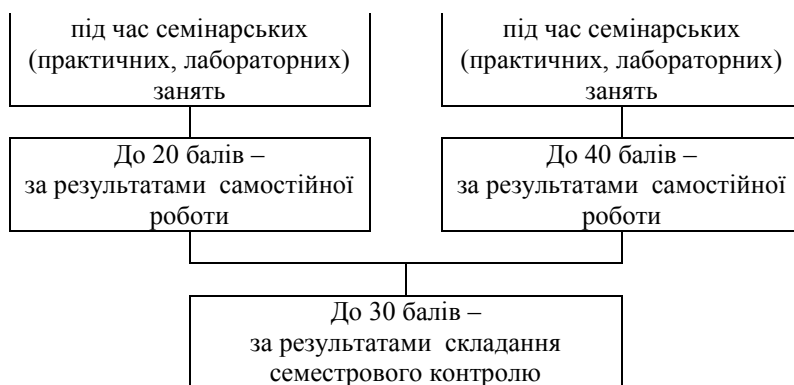 під час семінарських
(практичних, лабораторних)
занять
під час семінарських
(практичних, лабораторних)
занять
До 20 балів –
за результатами самостійної
роботи
До 40 балів –
за результатами самостійної
роботи
До 30 балів –
за результатами складання
семестрового контролю